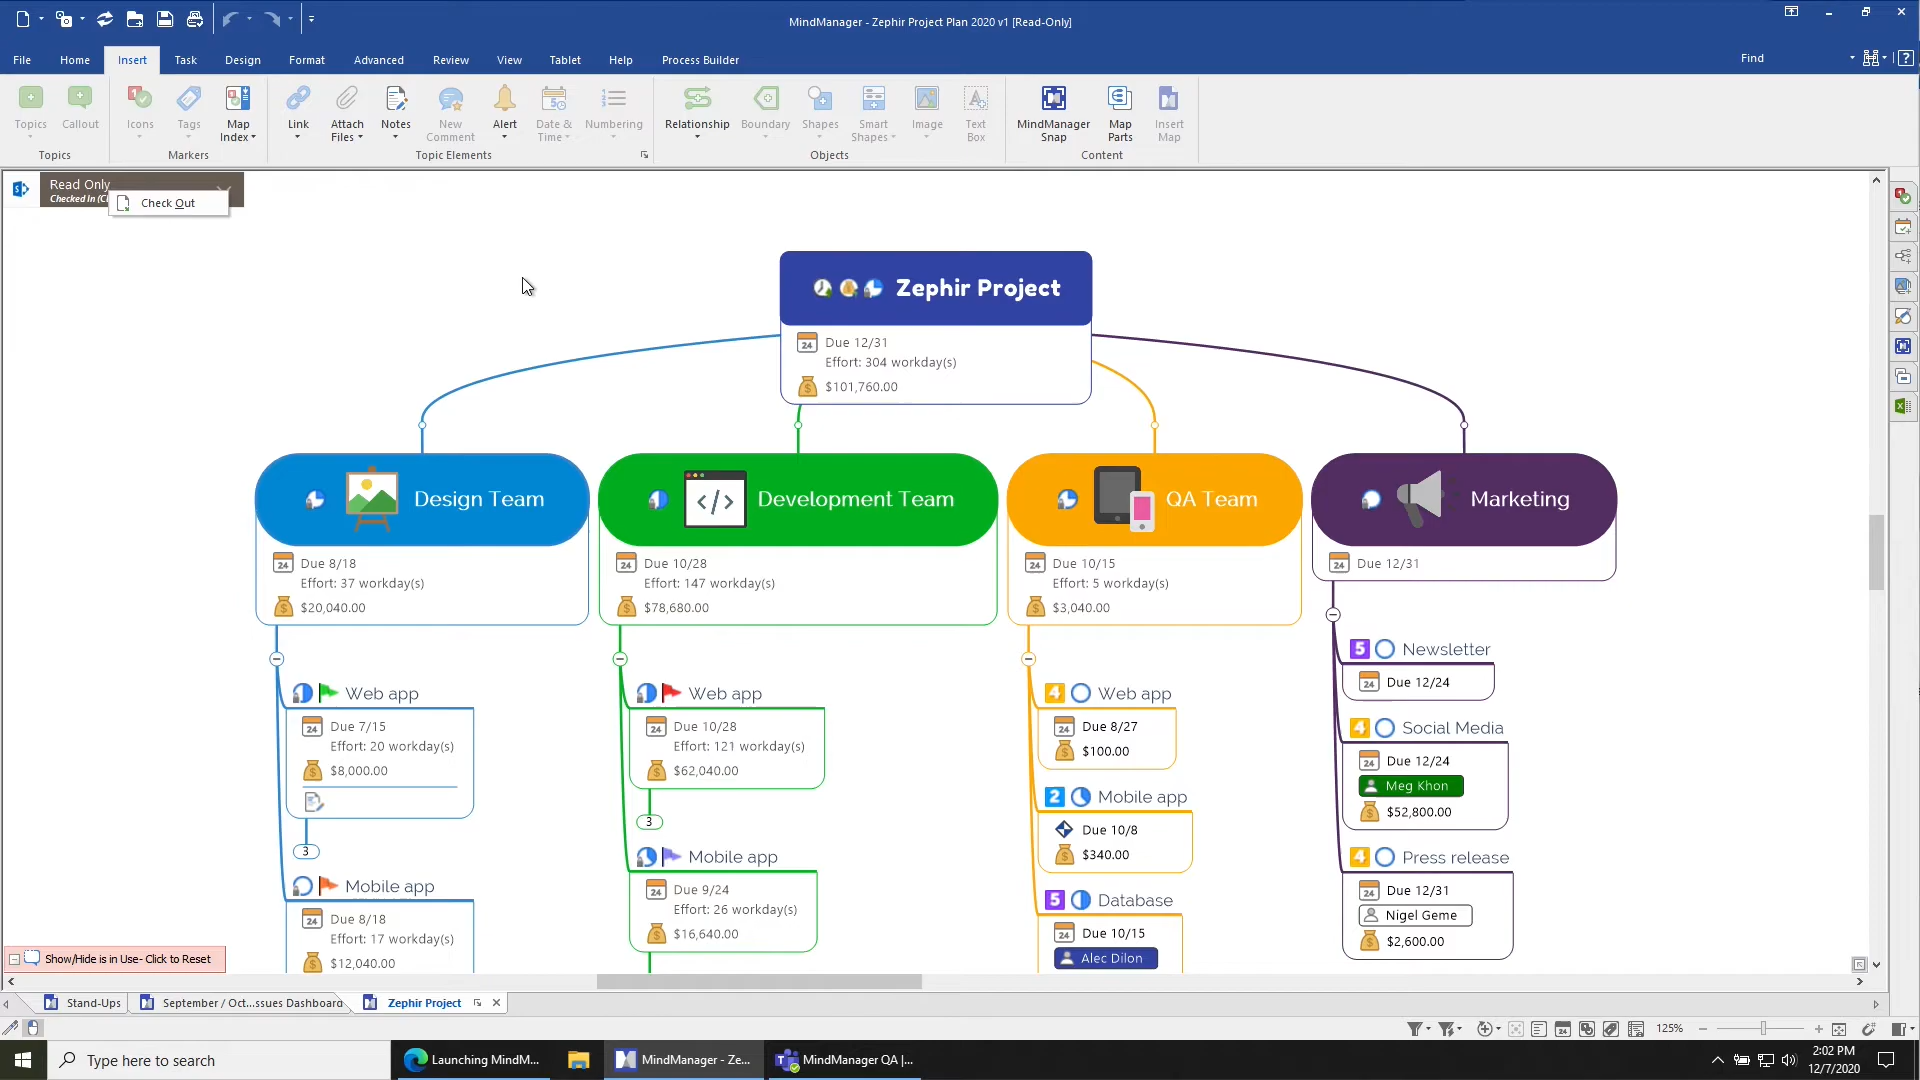 MindManager - Zephir Project Plan 2020 v1 [Read-Only]
File
Home
Insert
Task
Design
Format
Advanced
Review
View
Tablet
Help
Process Builder
Find
Topics
Callout
Icons
Tags
Map
Index
Link
Attach
Files
Notes
New
Comment
Alert
Date &
Time
Numbering
Relationship
Boundary
Shapes
Smart
Shapes
Image
Text
Box
MindManager
Snap
Map
Parts
Insert
Map
Topics
Markers
Topic Elements
Objects
Content
Read Only
Checked In
Check Out
Zephir Project
Due 12/31
Effort: 304 workday(s)
$101,760.00
Design Team
Due 8/18
Effort: 37 workday(s)
$20,040.00
Web app
Due 7/15
Effort: 20 workday(s)
$8,000.00
3
Mobile app
Due 8/18
Effort: 17 workday(s)
$12,040.00
Development Team
Due 10/28
Effort: 147 workday(s)
$78,680.00
Web app
Due 10/28
Effort: 121 workday(s)
$62,040.00
3
Mobile app
Due 9/24
Effort: 26 workday(s)
$16,640.00
QA Team
Due 10/15
Effort: 5 workday(s)
$3,040.00
4 Web app
Due 8/27
$100.00
2 Mobile app
Due 10/8
$340.00
5 Database
Due 10/15
Alec Dilon
Marketing
Due 12/31
5 Newsletter
Due 12/24
4 Social Media
Due 12/24
Meg Khon
$52,800.00
4 Press release
Due 12/31
Nigel Geme
$2,600.00
Show/Hide is in Use- Click to Reset
Stand-Ups
September / Oct...ssues Dashboard
Zephir Project
125%
Type here to search
Launching MindM...
MindManager - Ze...
MindManager QA |...
2:02 PM
12/7/2020